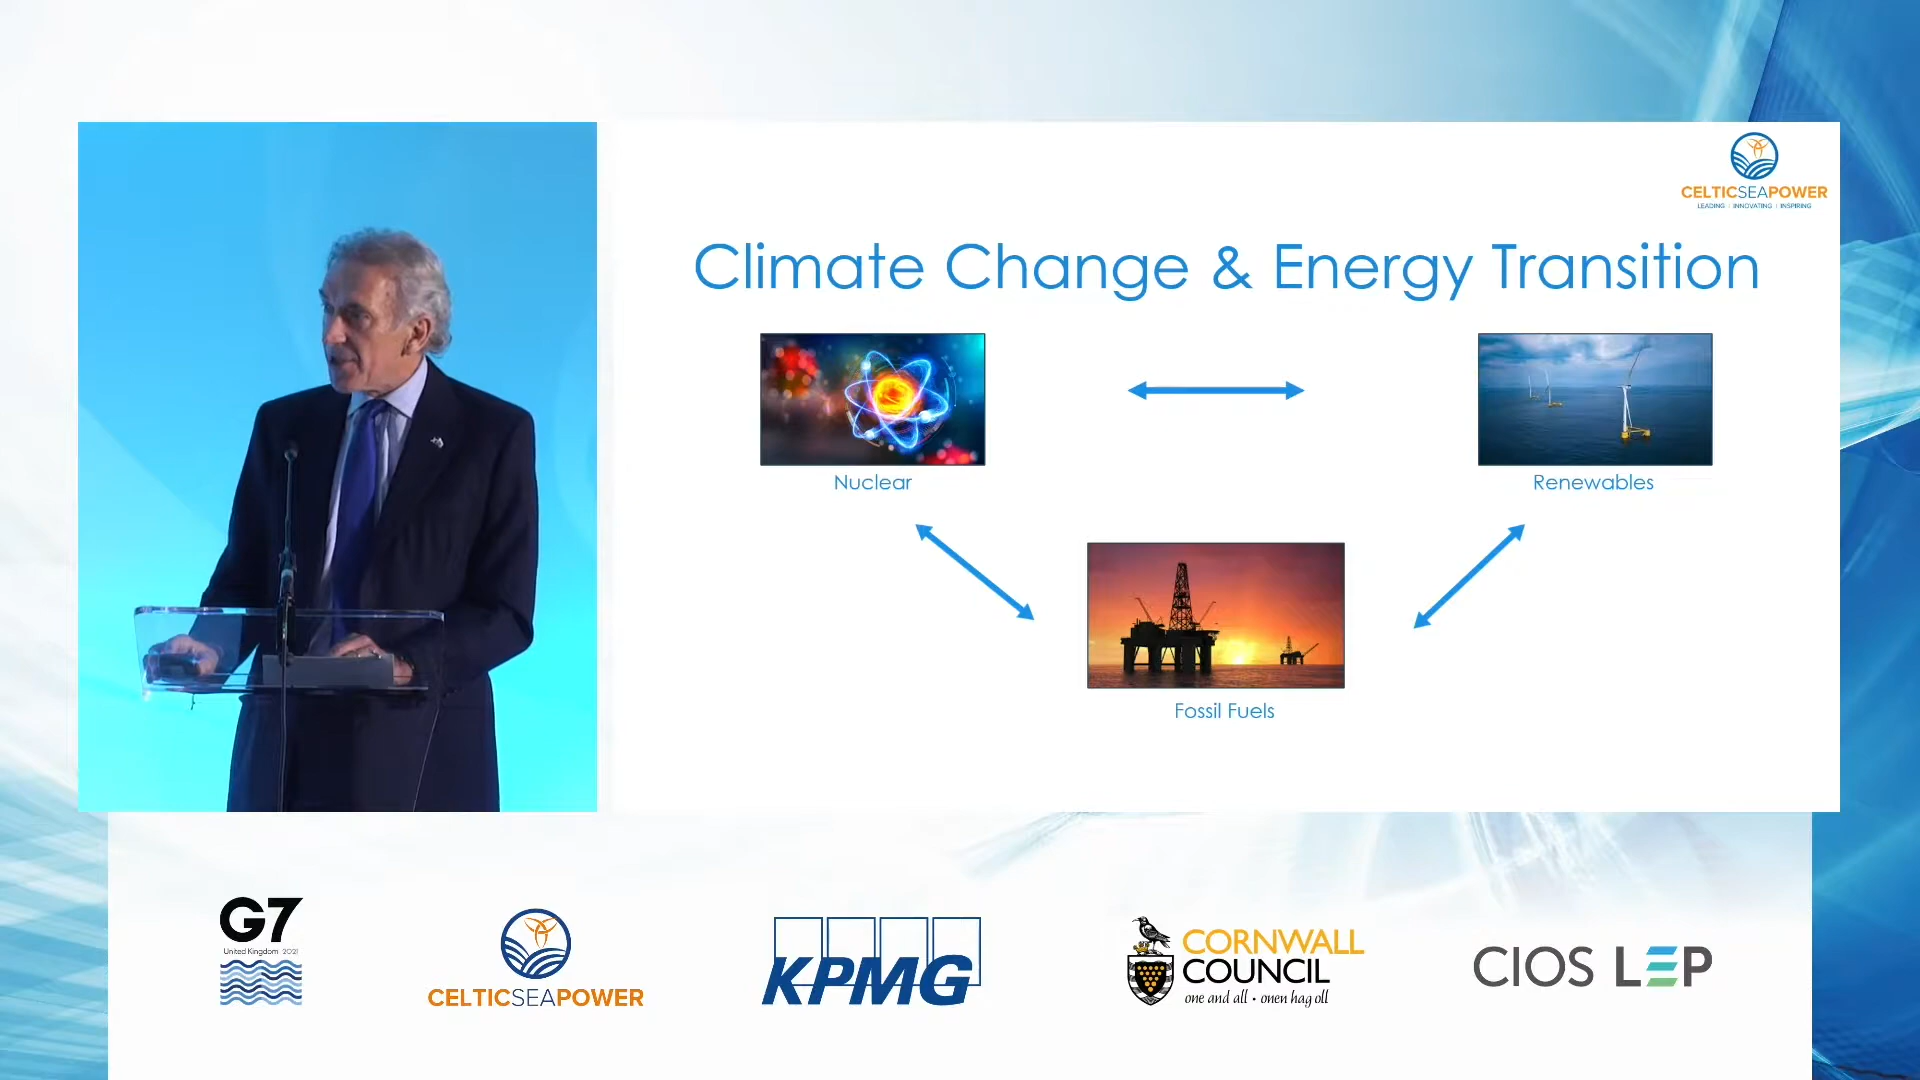 CELTICSEAPOWER
LEADING | INNOVATING | INSPIRING
Climate Change & Energy Transition
Nuclear
Renewables
Fossil Fuels
G7
United Kingdom 2021
CELTICSEAPOWER
KPMG
CORNWALL
COUNCIL
one and all • onen hag oll
CIOS LEP